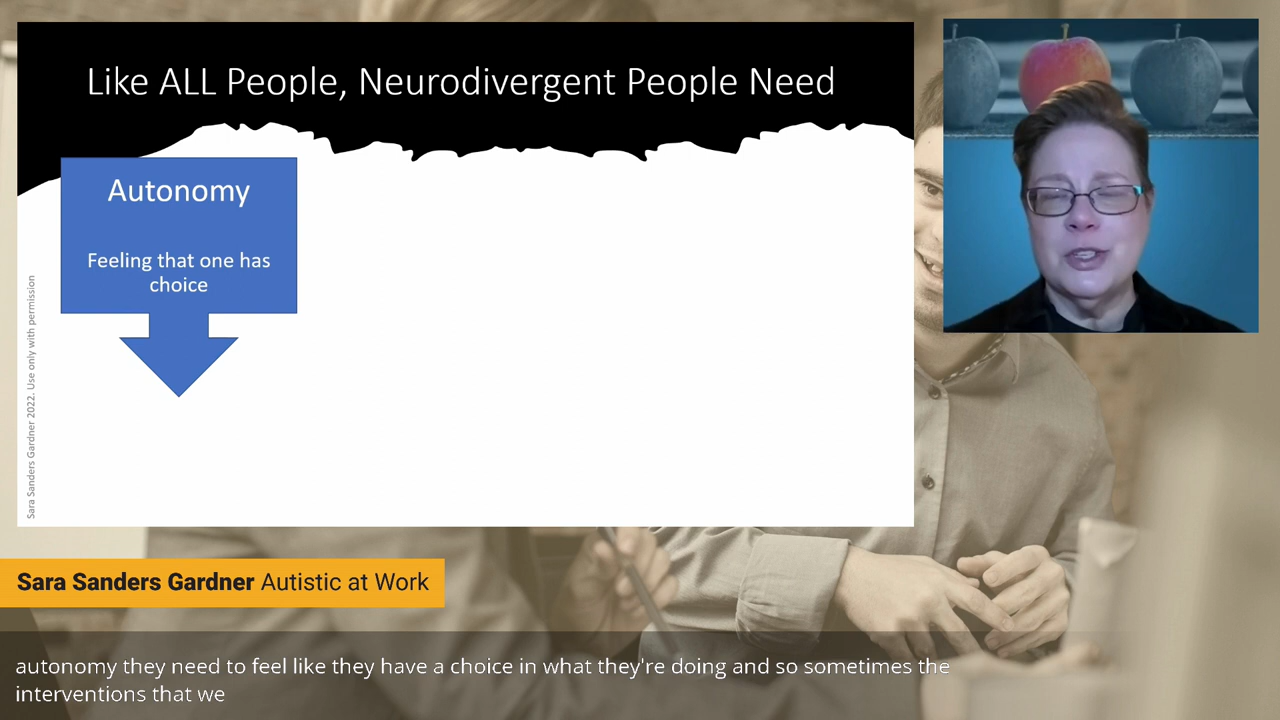 Like ALL People, Neurodivergent People Need
Autonomy
Feeling that one has
choice
Sara Sanders Gardner 2022. Use only with permission
Sara Sanders Gardner Autistic at Work
autonomy they need to feel like they have a choice in what they're doing and so sometimes the
interventions that we